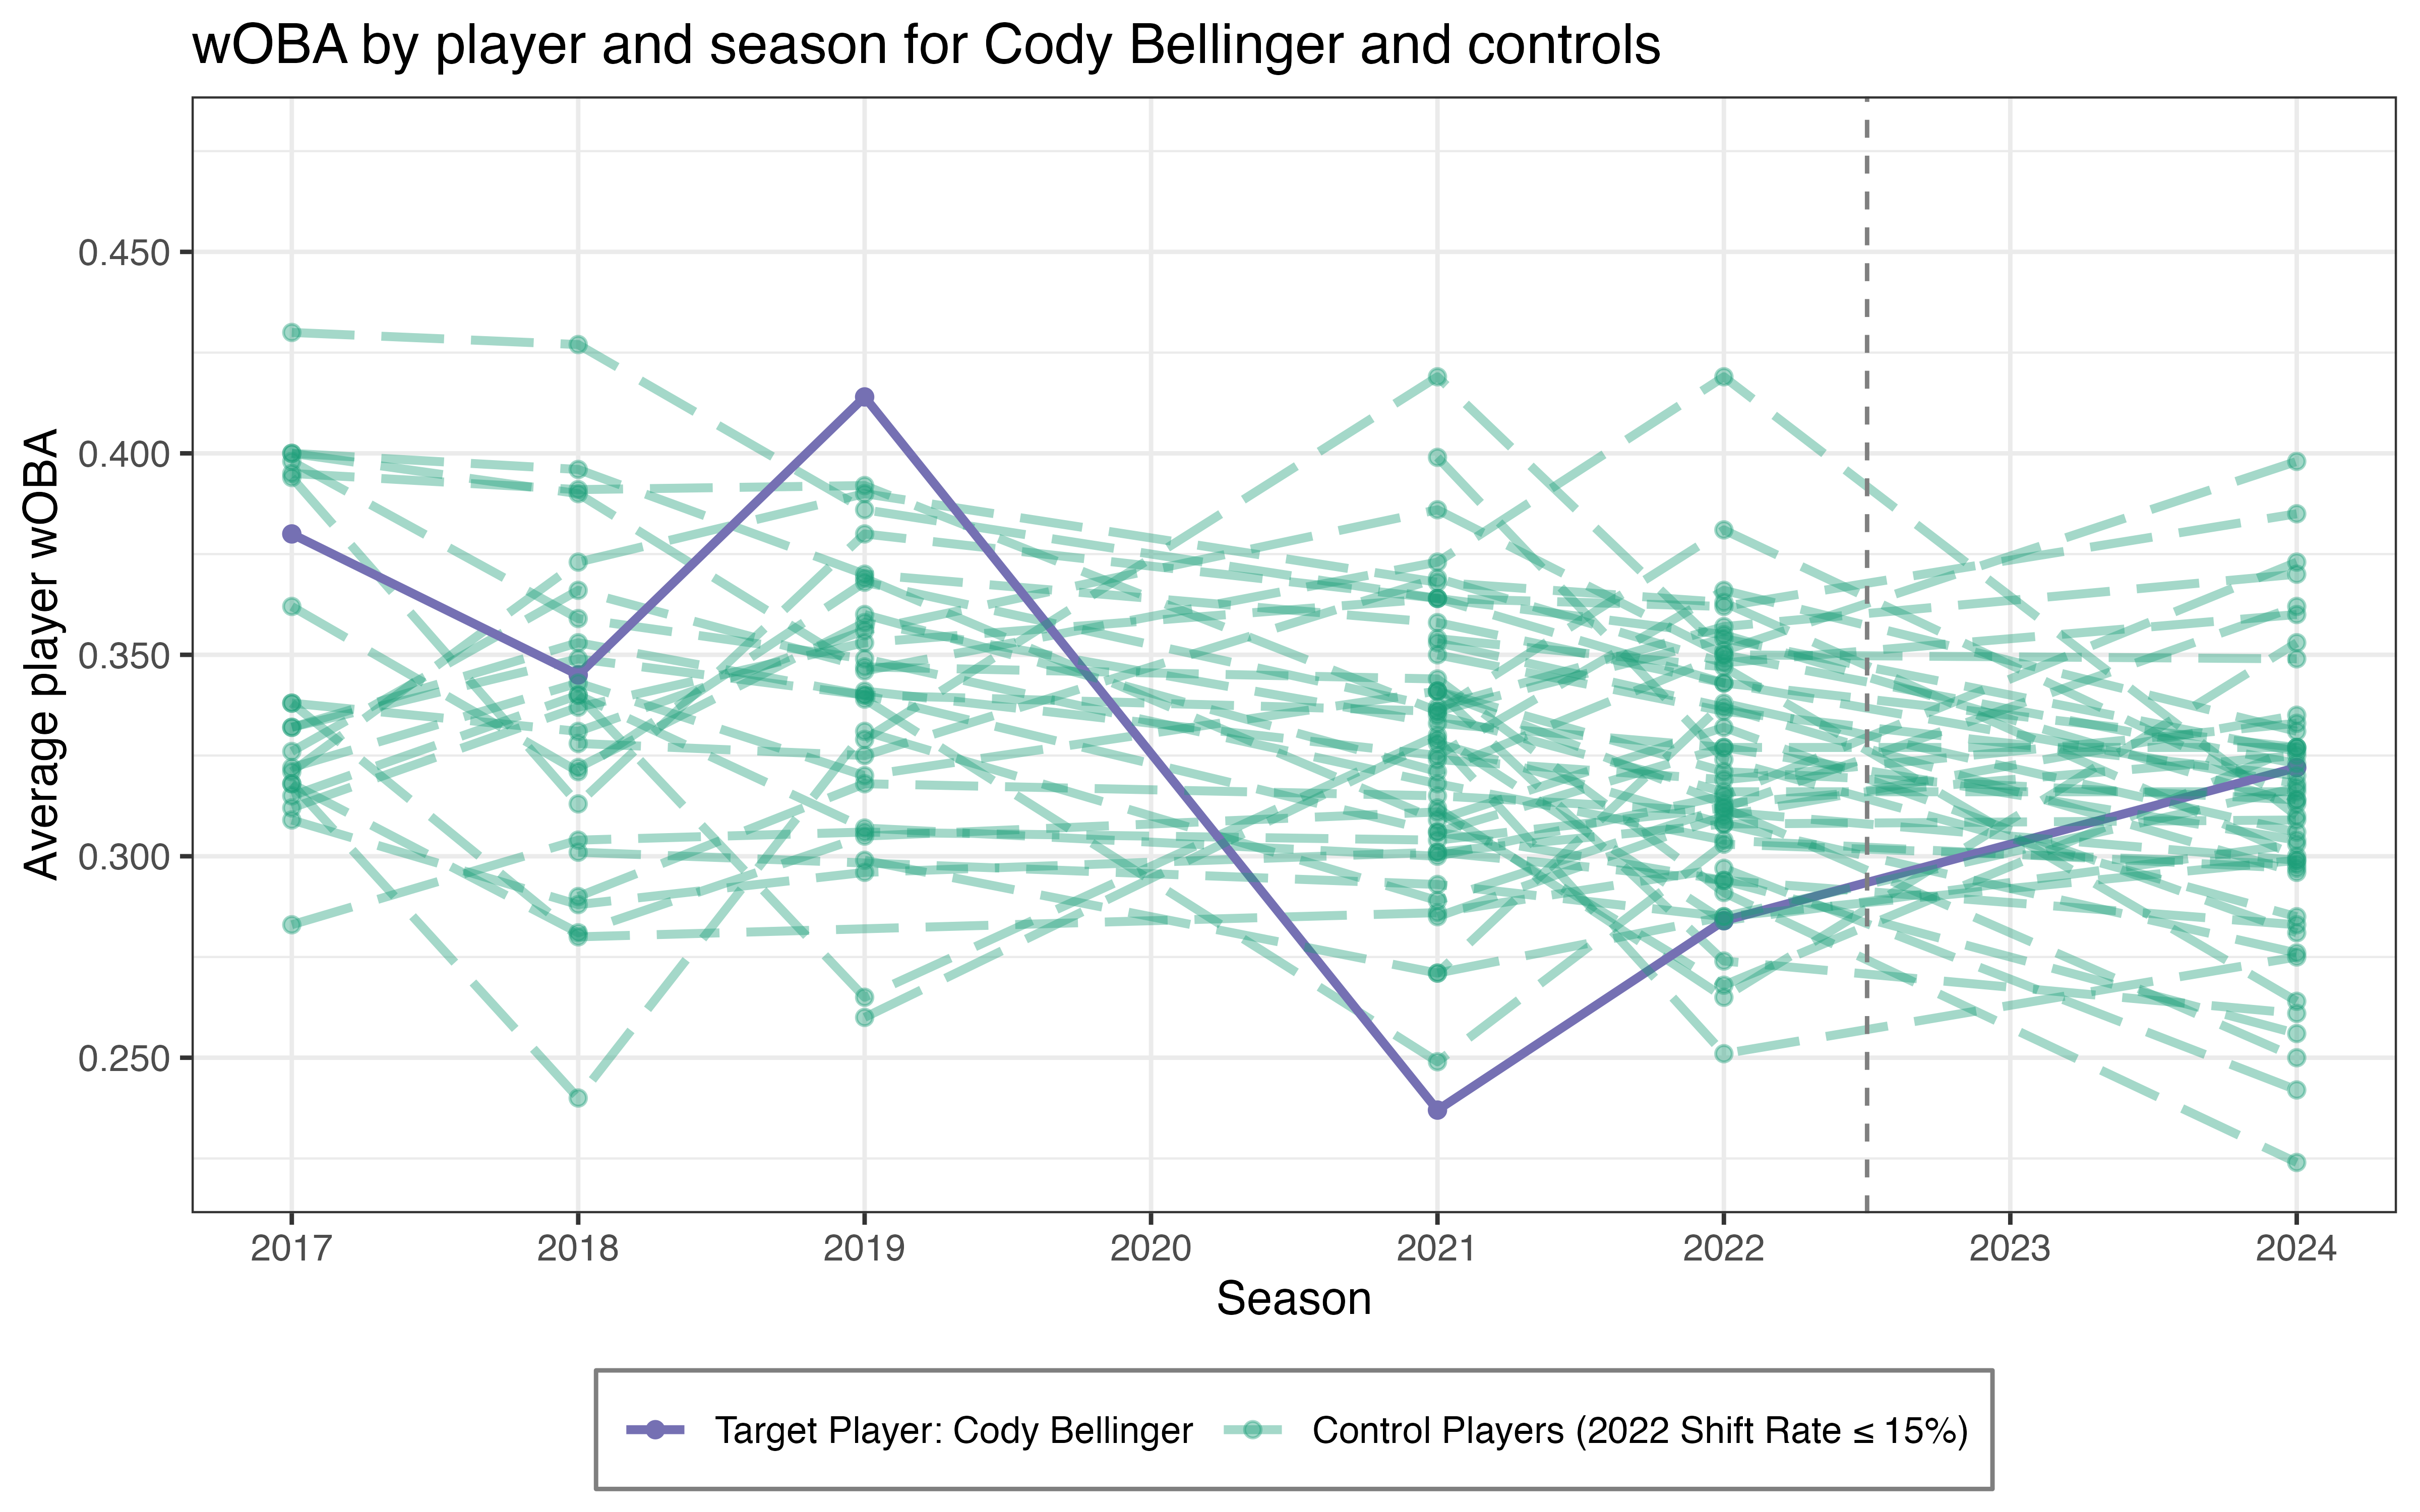 wOBA by player and season for Cody Bellinger and controls
Average player wOBA
0.450
0.400
0.350
0.300
0.250
2017 2018 2019 2020 2021 2022 2023 2024
Season
Target Player: Cody Bellinger Control Players (2022 Shift Rate ≤ 15%)